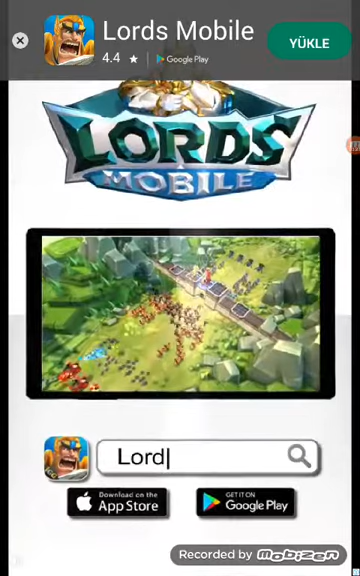 Lords Mobile
4.4 ★ | Google Play
YÜKLE
LORDS
MOBILE
Lord|
Download on the
App Store
GET IT ON
Google Play
Recorded by mobizen